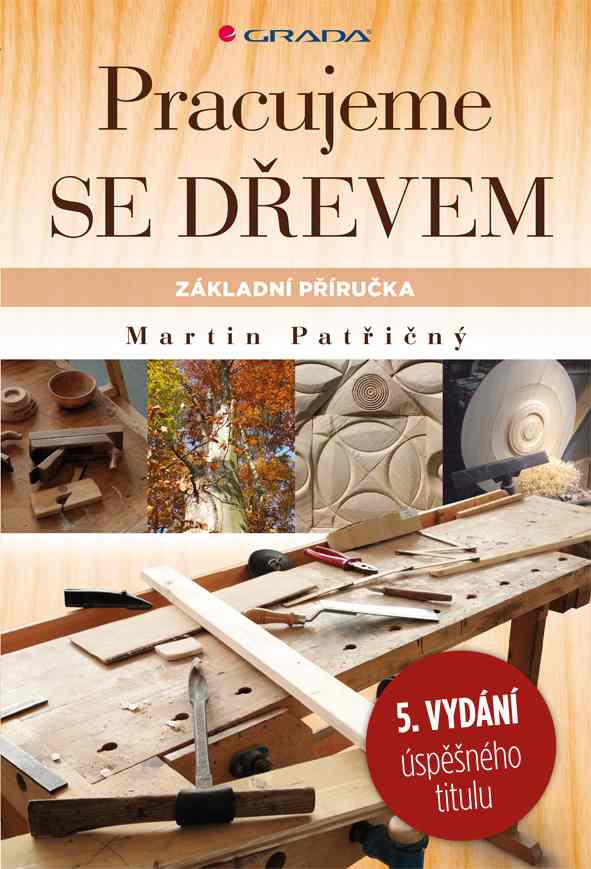 GRADA
Pracujeme
SE DŘEVEM
ZÁKLADNÍ PŘÍRUČKA
Martin Patřičný
5. VYDÁNÍ
úspěšného
titulu